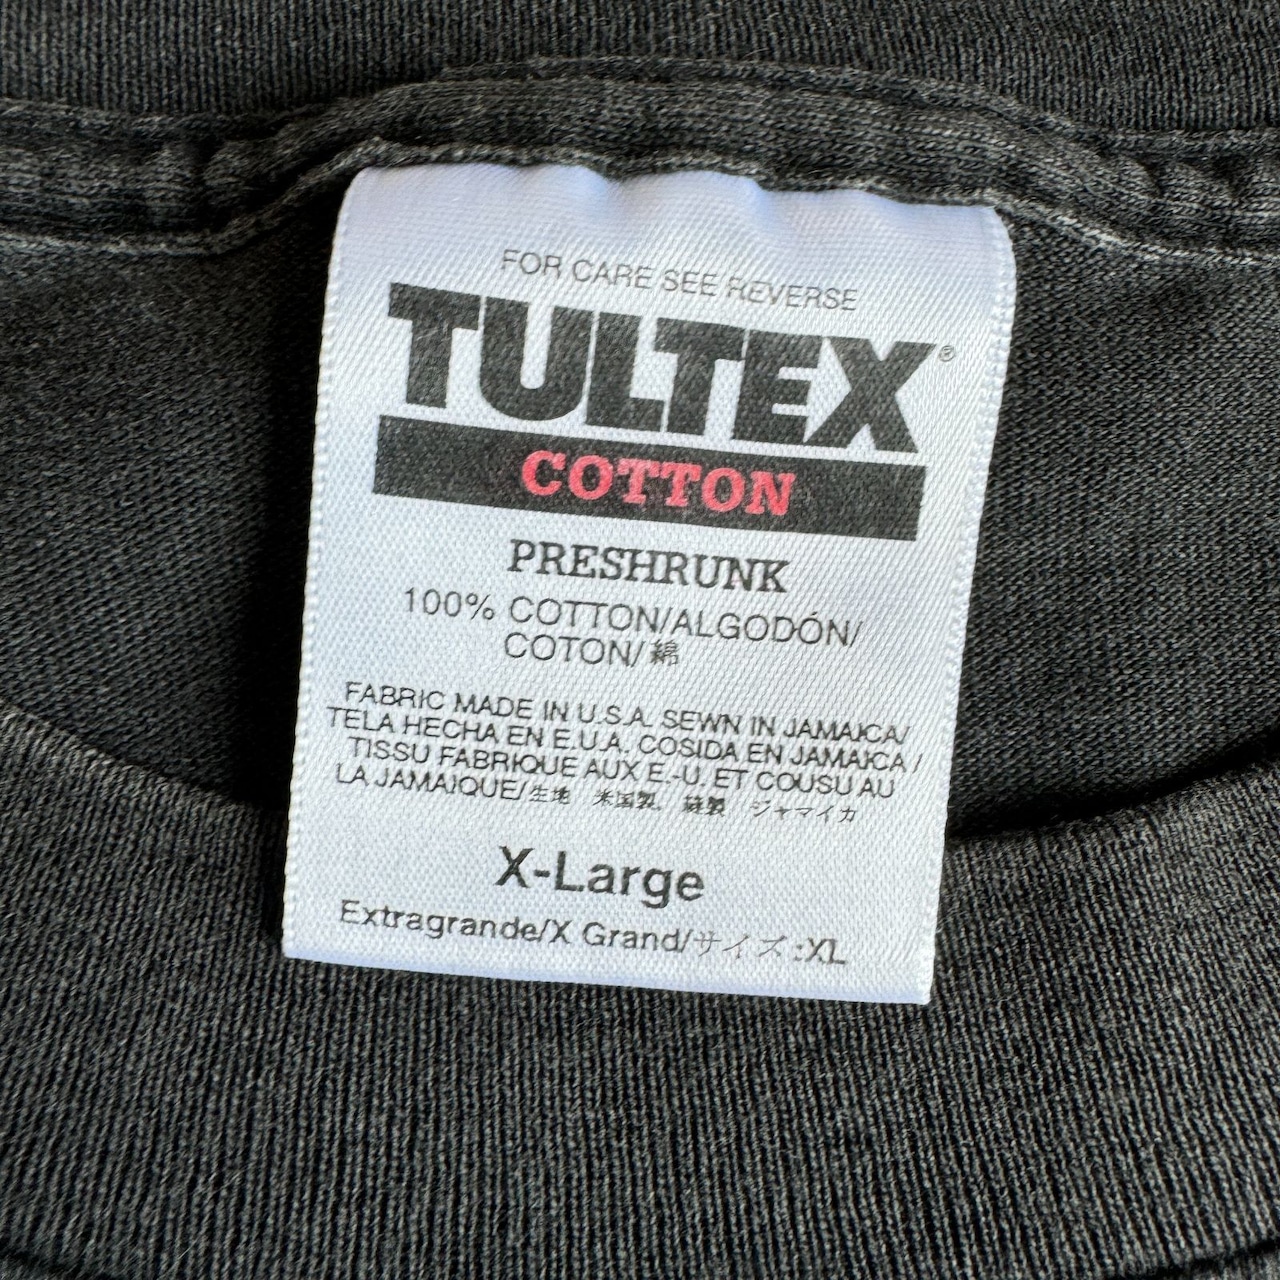 FOR CARE SEE REVERSE
TULTEX®
COTTON
PRESHRUNK
100% COTTON/ALGODÓN/
COTON/綿
FABRIC MADE IN U.S.A. SEWN IN JAMAICA/
TELA HECHA EN E.U.A. COSIDA EN JAMAICA /
TISSU FABRIQUE AUX E.-U. ET COUSU AU
LA JAMAIQUE/生地 米国製, 縫製 ジャマイカ
X-Large
Extragrande/X Grand/サイズ:XL